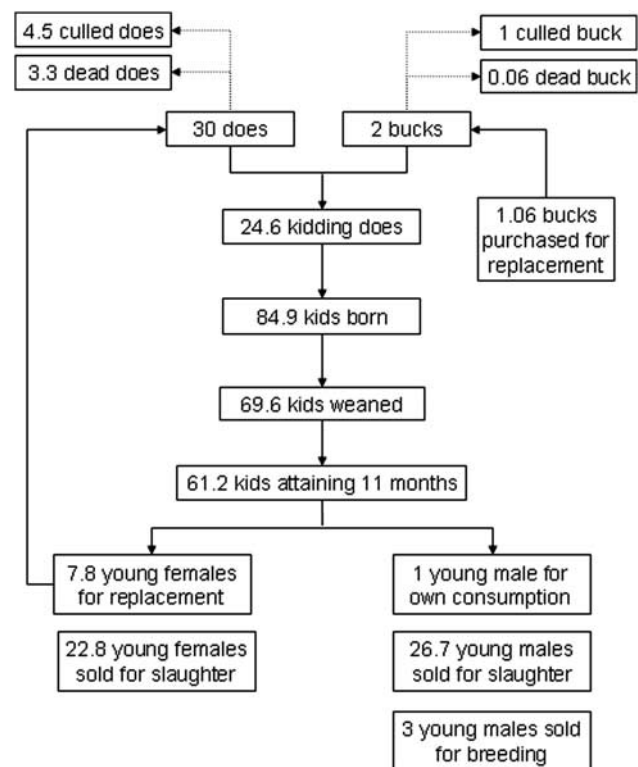 4.5 culled does
3.3 dead does
1 culled buck
0.06 dead buck
30 does
2 bucks
24.6 kidding does
1.06 bucks
purchased for
replacement
84.9 kids born
69.6 kids weaned
61.2 kids attaining 11 months
7.8 young females
for replacement
1 young male for
own consumption
22.8 young females
sold for slaughter
26.7 young males
sold for slaughter
3 young males sold
for breeding